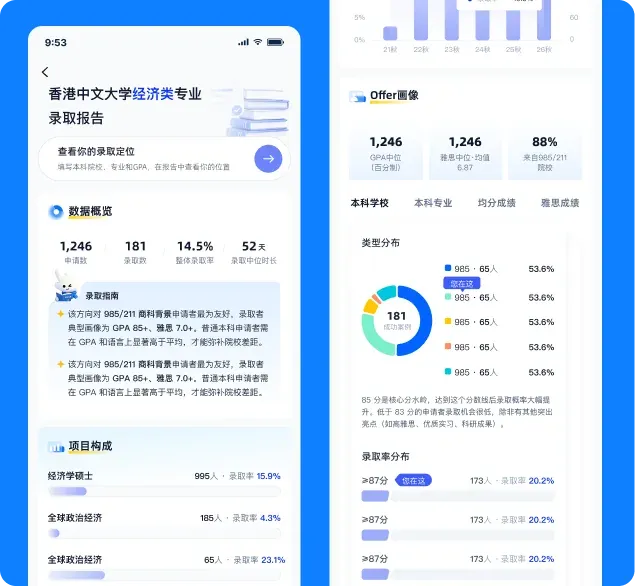 9:53
香港中文大学经济类专业
录取报告
查看你的录取定位
填写本科院校、专业和GPA，在报告中查看你的位置
数据概览
1,246 181 14.5% 52天
申请数 录取数 整体录取率 录取中位时长
录取指南
该方向对 985/211 商科背景申请者最为友好，录取者
典型画像为 GPA 85+、雅思 7.0+。普通本科申请者需
在 GPA 和语言上显著高于平均，才能弥补院校差距。
该方向对 985/211 商科背景申请者最为友好，录取者
典型画像为 GPA 85+、雅思 7.0+。普通本科申请者需
在 GPA 和语言上显著高于平均，才能弥补院校差距。
项目构成
经济学硕士 995人 · 录取率 15.9%
全球政治经济 185人 · 录取率 4.3%
全球政治经济 65人 · 录取率 23.1%
5% 60
0% 0
21秋 22秋 23秋 24秋 25秋 26秋
Offer画像
1,246 1,246 88%
GPA中位 雅思中位·均值 来自985/211
（百分制） 6.87 院校
本科学校 本科专业 均分成绩 雅思成绩
类型分布
985 · 65人 53.6%
您在这
985 · 65人 53.6%
181
成功案例
985 · 65人 53.6%
985 · 65人 53.6%
985 · 65人 53.6%
85 分是核心分水岭，达到这个分数线后录取概率大幅提
升。低于 83 分的申请者录取机会很低，除非有其他突出
亮点（如高雅思、优质实习、科研成果）。
录取率分布
≥87分 您在这 173人 · 录取率 20.2%
≥87分 173人 · 录取率 20.2%
≥87分 173人 · 录取率 20.2%